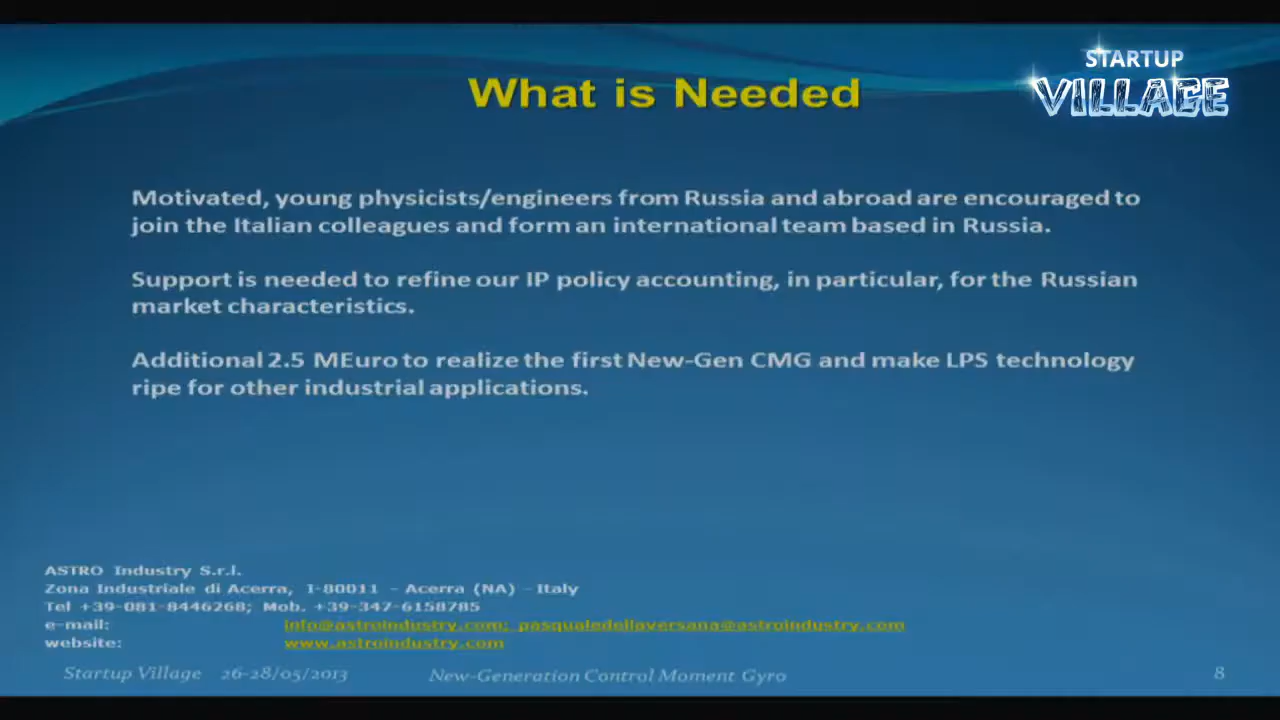 STARTUP
VILLAGE
What is Needed
Motivated, young physicists/engineers from Russia and abroad are encouraged to
join the Italian colleagues and form an international team based in Russia.
Support is needed to refine our IP policy accounting, in particular, for the Russian
market characteristics.
Additional 2.5 MEuro to realize the first New-Gen CMG and make LPS technology
ripe for other industrial applications.
ASTRO Industry S.r.l.
Zona Industriale di Acerra, I-80011 - Acerra (NA) - Italy
Tel +39-081-8446268; Mob. +39-347-6158785
e-mail: info@astroindustry.com; pasqualedellaversana@astroindustry.com
website: www.astroindustry.com
Startup Village 26-28/05/2013 New-Generation Control Moment Gyro 8